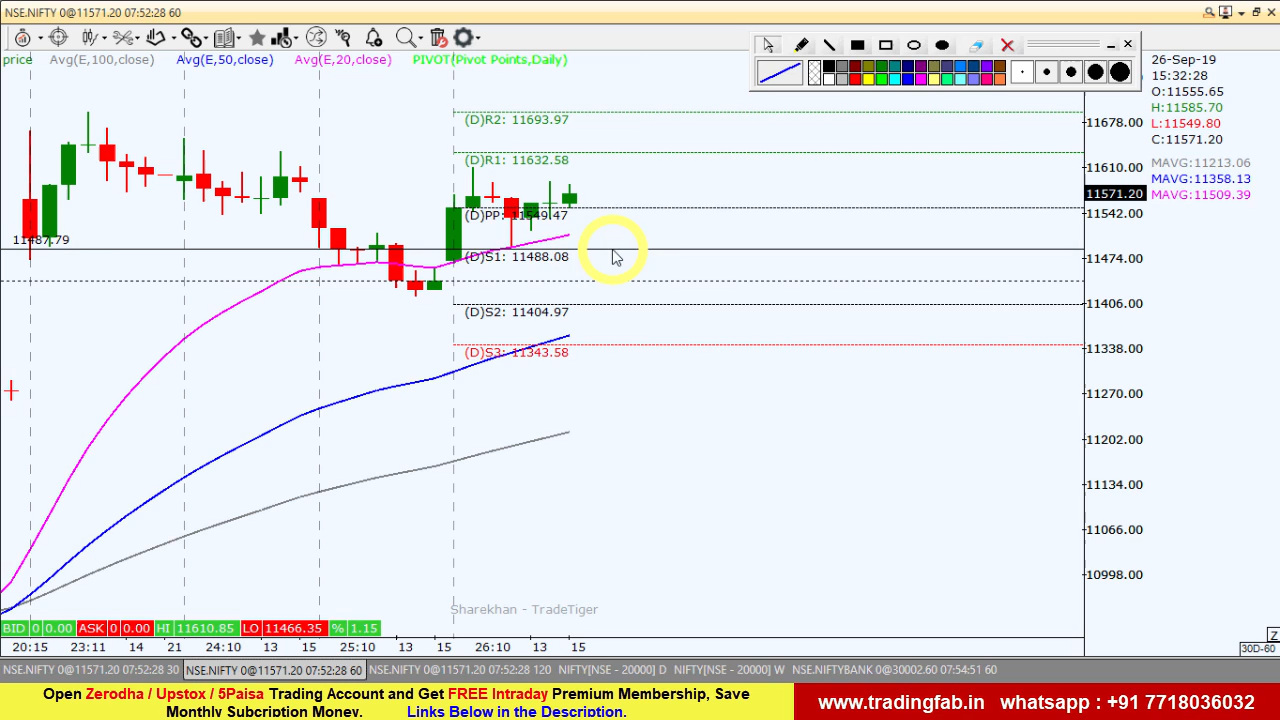 NSE.NIFTY 0@11571.20 07:52:28 60
price Avg(E,100,close) Avg(E,50,close) Avg(E,20,close) PIVOT(Pivot Points,Daily)
26-Sep-19
15:32:28
O:11555.65
H:11585.70
L:11549.80
C:11571.20
MAVG:11213.06
MAVG:11358.13
MAVG:11509.39
(D)R2: 11693.97
(D)R1: 11632.58
(D)PP: 11549.47
11487.79
(D)S1: 11488.08
(D)S2: 11404.97
(D)S3: 11343.58
11678.00
11610.00
11571.20
11542.00
11474.00
11406.00
11338.00
11270.00
11202.00
11134.00
11066.00
10998.00
Sharekhan - TradeTiger
BID 0 0.00 ASK 0 0.00 HI 11610.85 LO 11466.35 % 1.15
Z
20:15 23:11 14 21 24:10 13 15 25:10 13 15 26:10 13 15
30D-60
NSE.NIFTY 0@11571.20 07:52:28 30 NSE.NIFTY 0@11571.20 07:52:28 60 NSE.NIFTY 0@11571.20 07:52:28 120 NIFTY[NSE - 20000] D NIFTY[NSE - 20000] W NSE.NIFTYBANK 0@30002.60 07:54:51 60
Open Zerodha / Upstox / 5Paisa Trading Account and Get FREE Intraday Premium Membership, Save
Monthly Subcription Money. Links Below in the Description.
www.tradingfab.in whatsapp : +91 7718036032